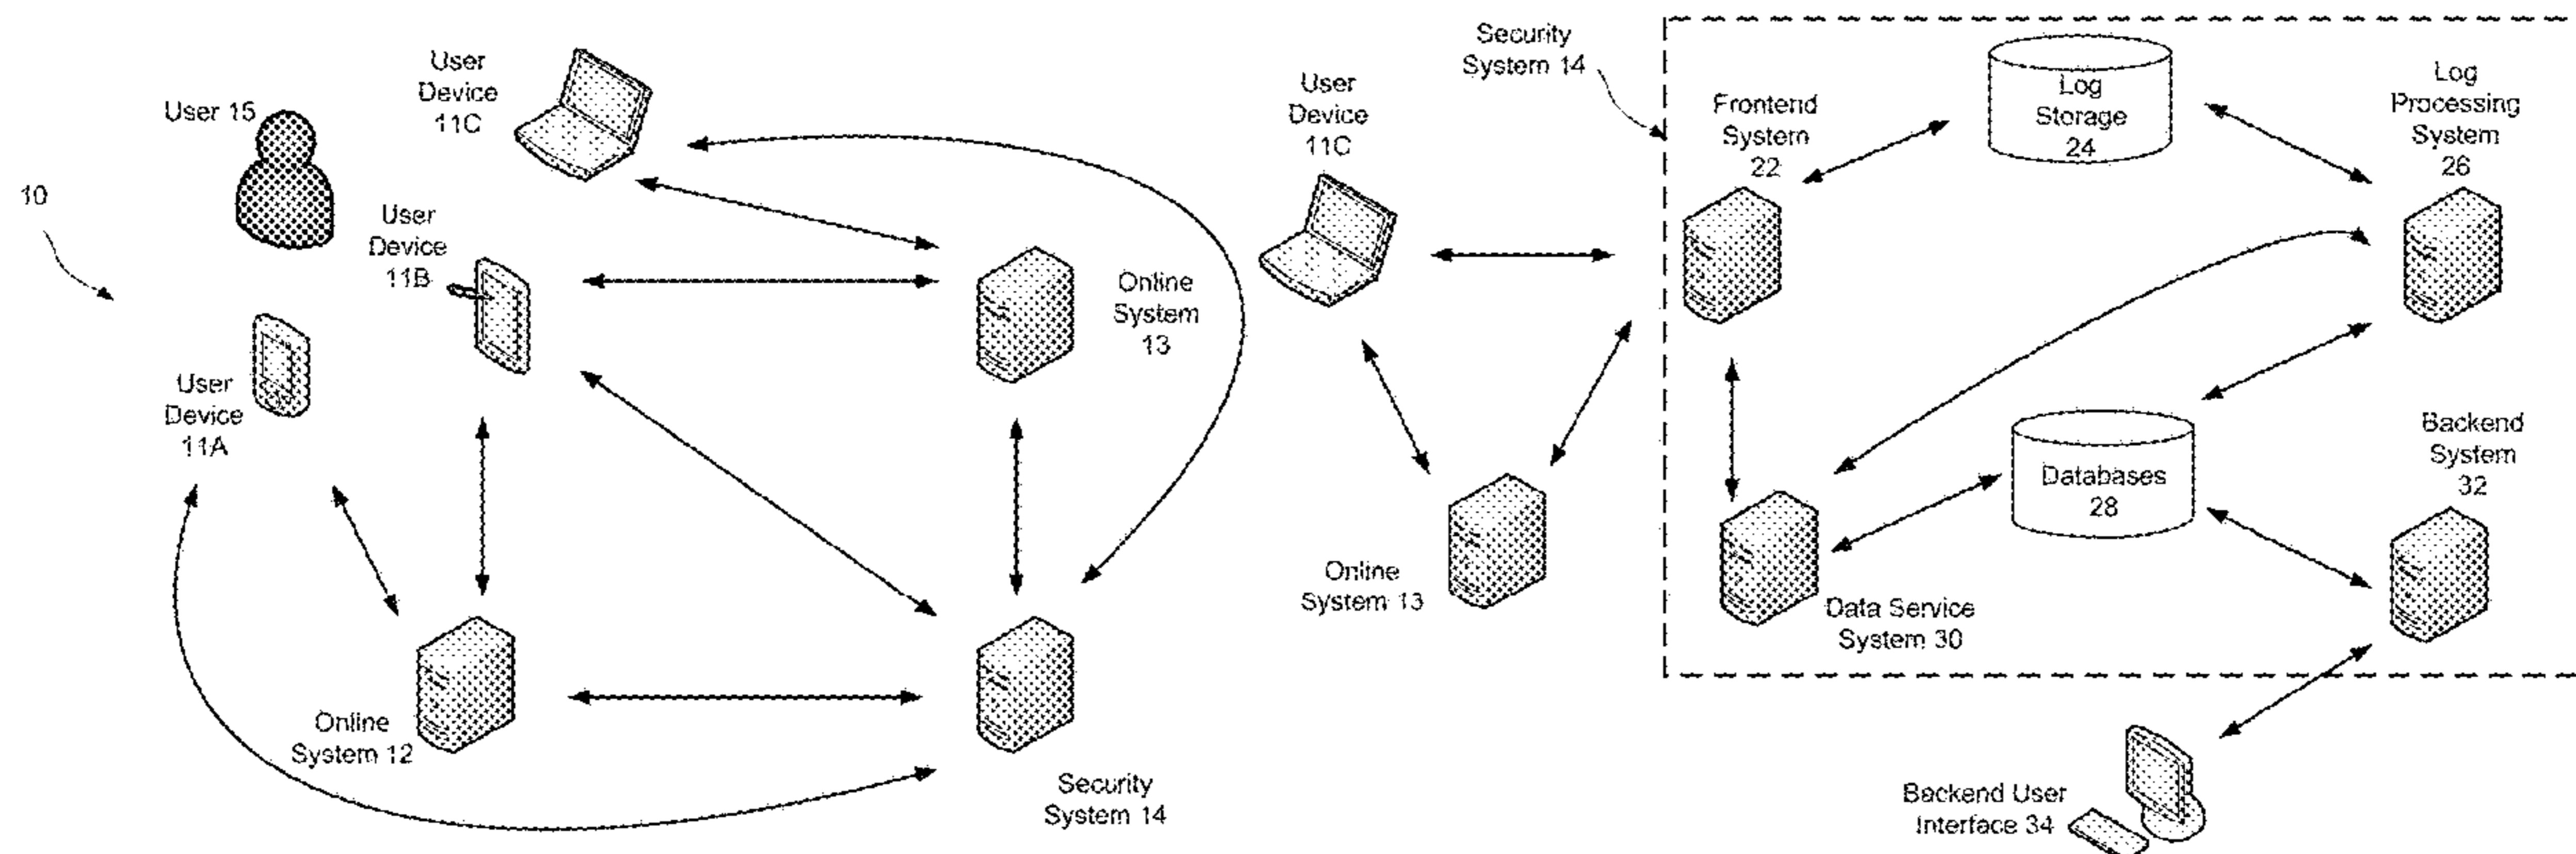 10
User 15
User
Device
11C
User
Device
11B
User
Device
11A
Online
System
13
Online
System 12
Security
System 14
User
Device
11C
Online
System 13
Security
System 14
Frontend
System
22
Log
Storage
24
Log
Processing
System
26
Databases
28
Backend
System
32
Data Service
System 30
Backend User
Interface 34